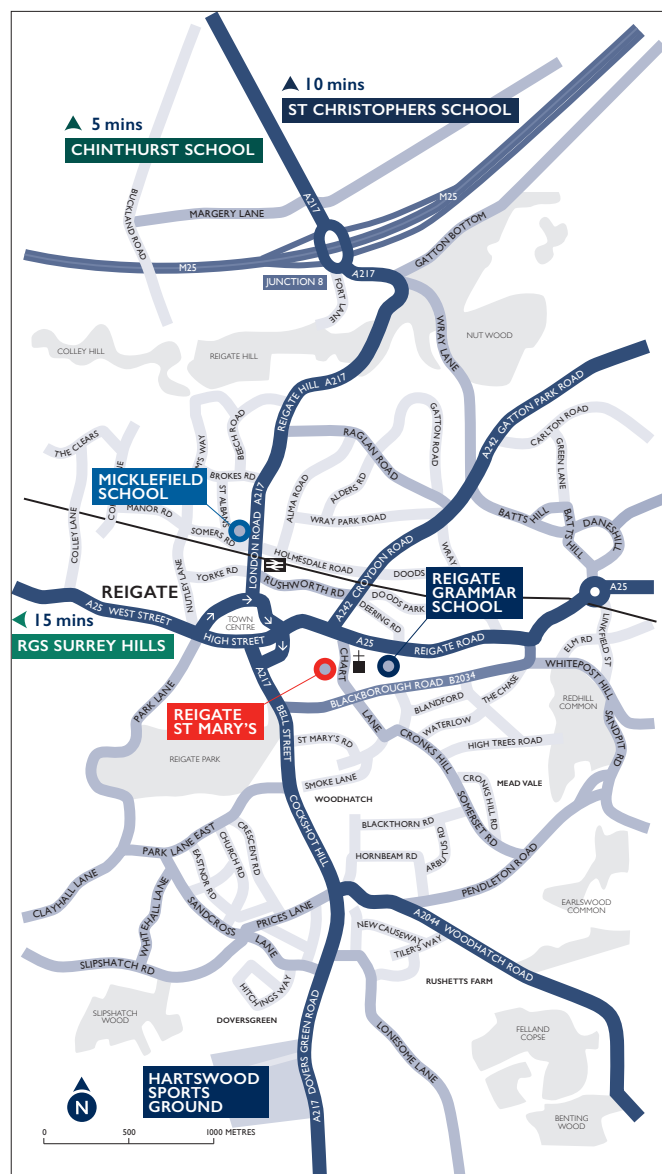 10 mins
ST CHRISTOPHERS SCHOOL
5 mins
CHINTHURST SCHOOL
BUCKLAND ROAD
MARGERY LANE
A217
M25
GATTON BOTTOM
M25
A217
JUNCTION 8
FORT LANE
WRAY LANE
NUT WOOD
COLLEY HILL
REIGATE HILL
REIGATE HILL A217
A242 GATTON PARK ROAD
CARLTON ROAD
GREEN LANE
THE CLEARS
BEECH ROAD
RAGLAN ROAD
GATTON ROAD
MICKLEFIELD
SCHOOL
BROKES RD
ST ALBANS
ALMA ROAD
ALDERS RD
MANOR RD
SOMERS RD
LONDON ROAD A217
WRAY PARK ROAD
BATTS HILL
BATTS HILL
DANESHILL
COLLEY LANE
HOLMESDALE ROAD
WRAY
DOODS
NUTLEY LANE
YORKE RD
RUSHWORTH RD
A242 CROYDON ROAD
DOODS PARK
DEERING RD
REIGATE
REIGATE
GRAMMAR
SCHOOL
A25
A25 WEST STREET
TOWN
CENTRE
HIGH STREET
15 mins
RGS SURREY HILLS
A25
REIGATE ROAD
ELM RD
LINKFIELD ST
A217
CHART
LANE
BLACKBOROUGH ROAD B2034
WHITEPOST HILL
REDHILL
COMMON
SANDPIT RD
PARK LANE
REIGATE
ST MARY'S
BELL STREET
BLANDFORD
THE CHASE
WATERLOW
ST MARY'S RD
CRONKS HILL
HIGH TREES ROAD
REIGATE PARK
SMOKE LANE
WOODHATCH
MEAD VALE
CRONKS HILL RD
SOMERSET RD
COCKSHOT HILL
BLACKTHORN RD
ARBUTUS RD
HORNBEAM RD
PARK LANE EAST
CRESCENT RD
CHURCH RD
EASTNOR RD
PENDLETON ROAD
CLAYHALL LANE
WHITEHALL LANE
SANDCROSS
LANE
PRICES LANE
EARLSWOOD
COMMON
A2044 WOODHATCH ROAD
NEW CAUSEWAY
TILER'S WAY
SLIPSHATCH RD
HITCHINGS WAY
RUSHETTS FARM
SLIPSHATCH
WOOD
DOVERSGREEN
LONESOME LANE
FELLAND
COPSE
A217 DOVERS GREEN ROAD
HARTSWOOD
SPORTS
GROUND
BENTING
WOOD
N
0 500 1000 METRES